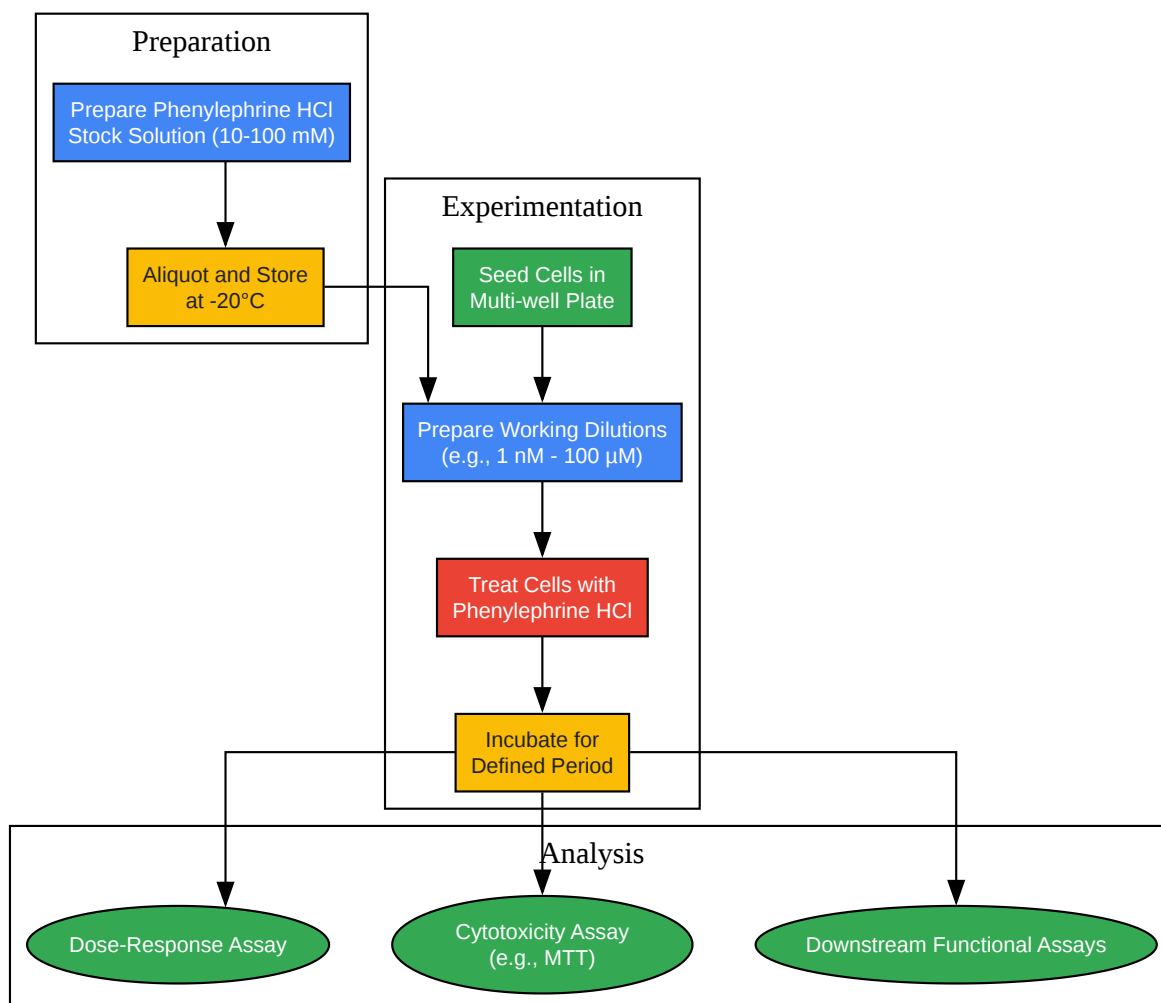 Preparation
Prepare Phenylephrine HCl
Stock Solution (10-100 mM)
Aliquot and Store
at -20°C
Experimentation
Seed Cells in
Multi-well Plate
Prepare Working Dilutions
(e.g., 1 nM - 100 µM)
Treat Cells with
Phenylephrine HCl
Incubate for
Defined Period
Analysis
Dose-Response Assay
Cytotoxicity Assay
(e.g., MTT)
Downstream Functional Assays